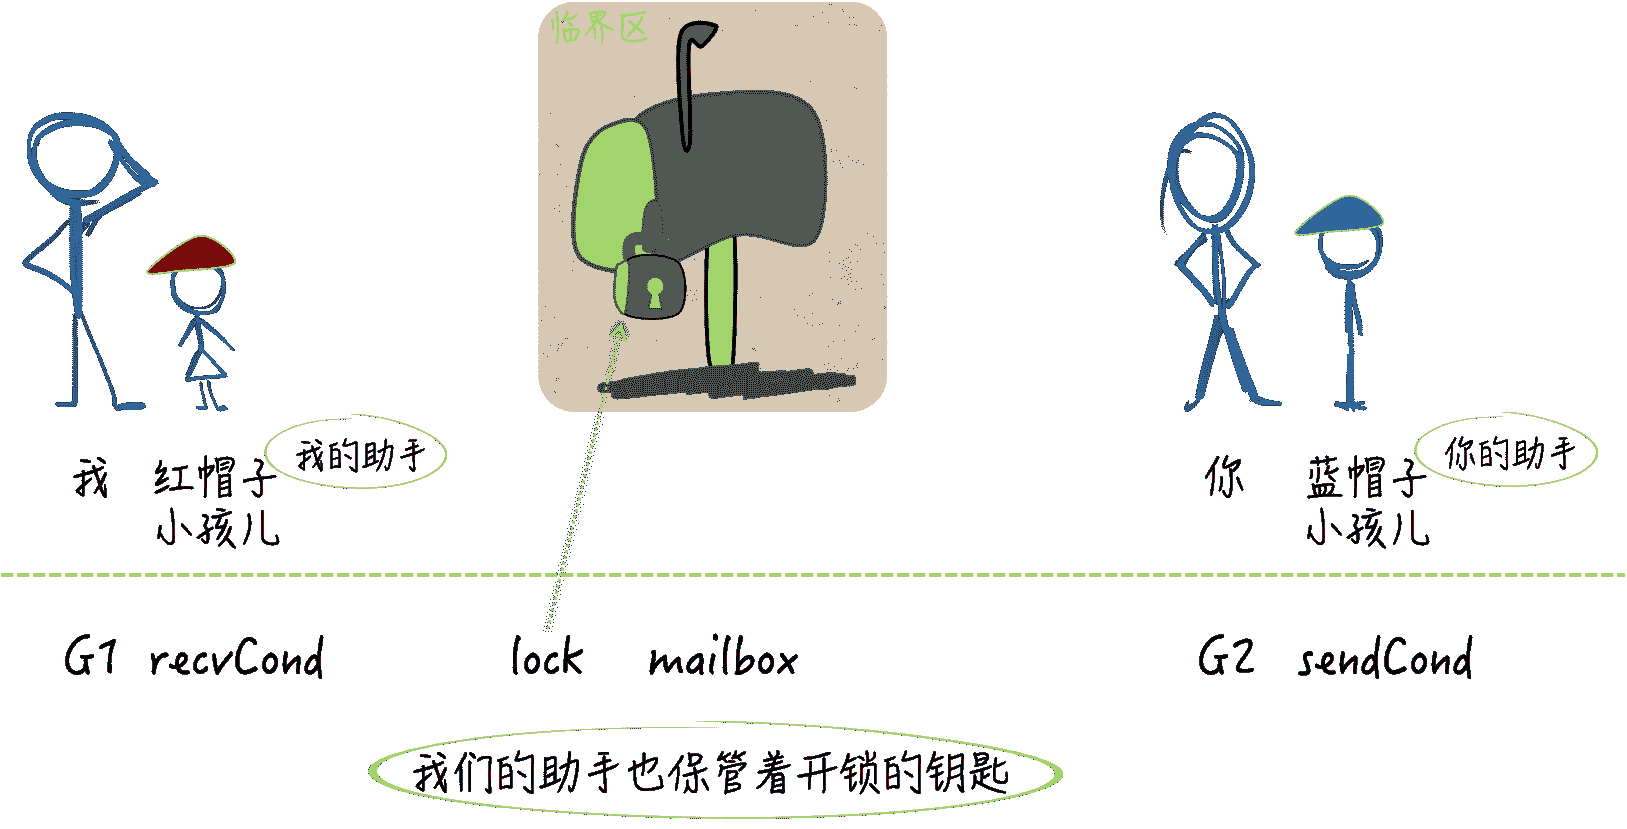 临界区
我的助手
你的助手
我
红帽子
小孩儿
你
蓝帽子
小孩儿
G1 recvCond
lock
mailbox
G2 sendCond
我们的助手也保管着开锁的钥匙